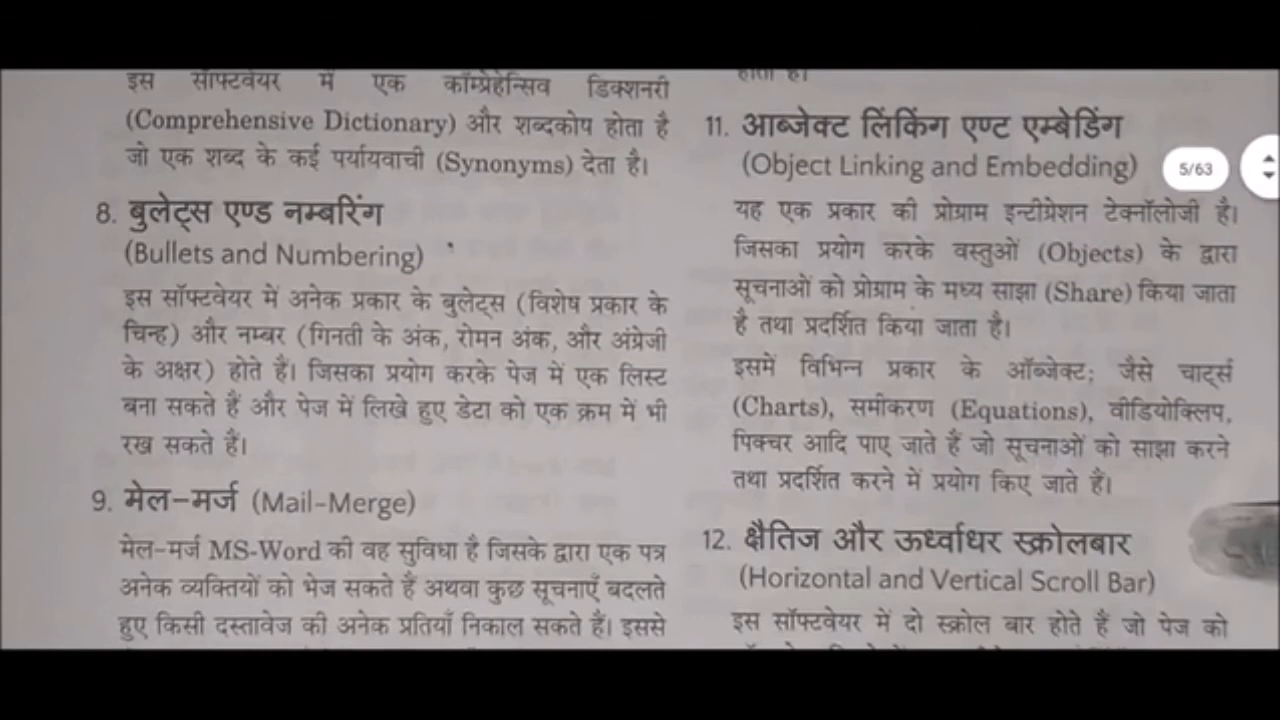 इस सॉफ्टवेयर में एक कॉम्प्रेहेन्सिव डिक्शनरी
(Comprehensive Dictionary) और शब्दकोष होता है
जो एक शब्द के कई पर्यायवाची (Synonyms) देता है।
8. बुलेट्स एण्ड नम्बरिंग
(Bullets and Numbering)
इस सॉफ्टवेयर में अनेक प्रकार के बुलेट्स (विशेष प्रकार के
चिन्ह) और नम्बर (गिनती के अंक, रोमन अंक, और अंग्रेजी
के अक्षर) होते हैं। जिसका प्रयोग करके पेज में एक लिस्ट
बना सकते हैं और पेज में लिखे हुए डेटा को एक क्रम में भी
रख सकते हैं।
9. मेल-मर्ज (Mail-Merge)
मेल-मर्ज MS-Word की वह सुविधा है जिसके द्वारा एक पत्र
अनेक व्यक्तियों को भेज सकते हैं अथवा कुछ सूचनाएँ बदलते
हुए किसी दस्तावेज की अनेक प्रतियाँ निकाल सकते हैं। इससे
होता है।
11. आब्जेक्ट लिंकिंग एण्ट एम्बेडिंग
(Object Linking and Embedding)
यह एक प्रकार की प्रोग्राम इन्टीग्रेशन टेक्नॉलोजी है।
जिसका प्रयोग करके वस्तुओं (Objects) के द्वारा
सूचनाओं को प्रोग्राम के मध्य साझा (Share) किया जाता
है तथा प्रदर्शित किया जाता है।
इसमें विभिन्न प्रकार के ऑब्जेक्ट; जैसे चार्ट्स
(Charts), समीकरण (Equations), वीडियोक्लिप,
पिक्चर आदि पाए जाते हैं जो सूचनाओं को साझा करने
तथा प्रदर्शित करने में प्रयोग किए जाते हैं।
12. क्षैतिज और ऊर्ध्वाधर स्क्रोलबार
(Horizontal and Vertical Scroll Bar)
इस सॉफ्टवेयर में दो स्क्रोल बार होते हैं जो पेज को
5/63